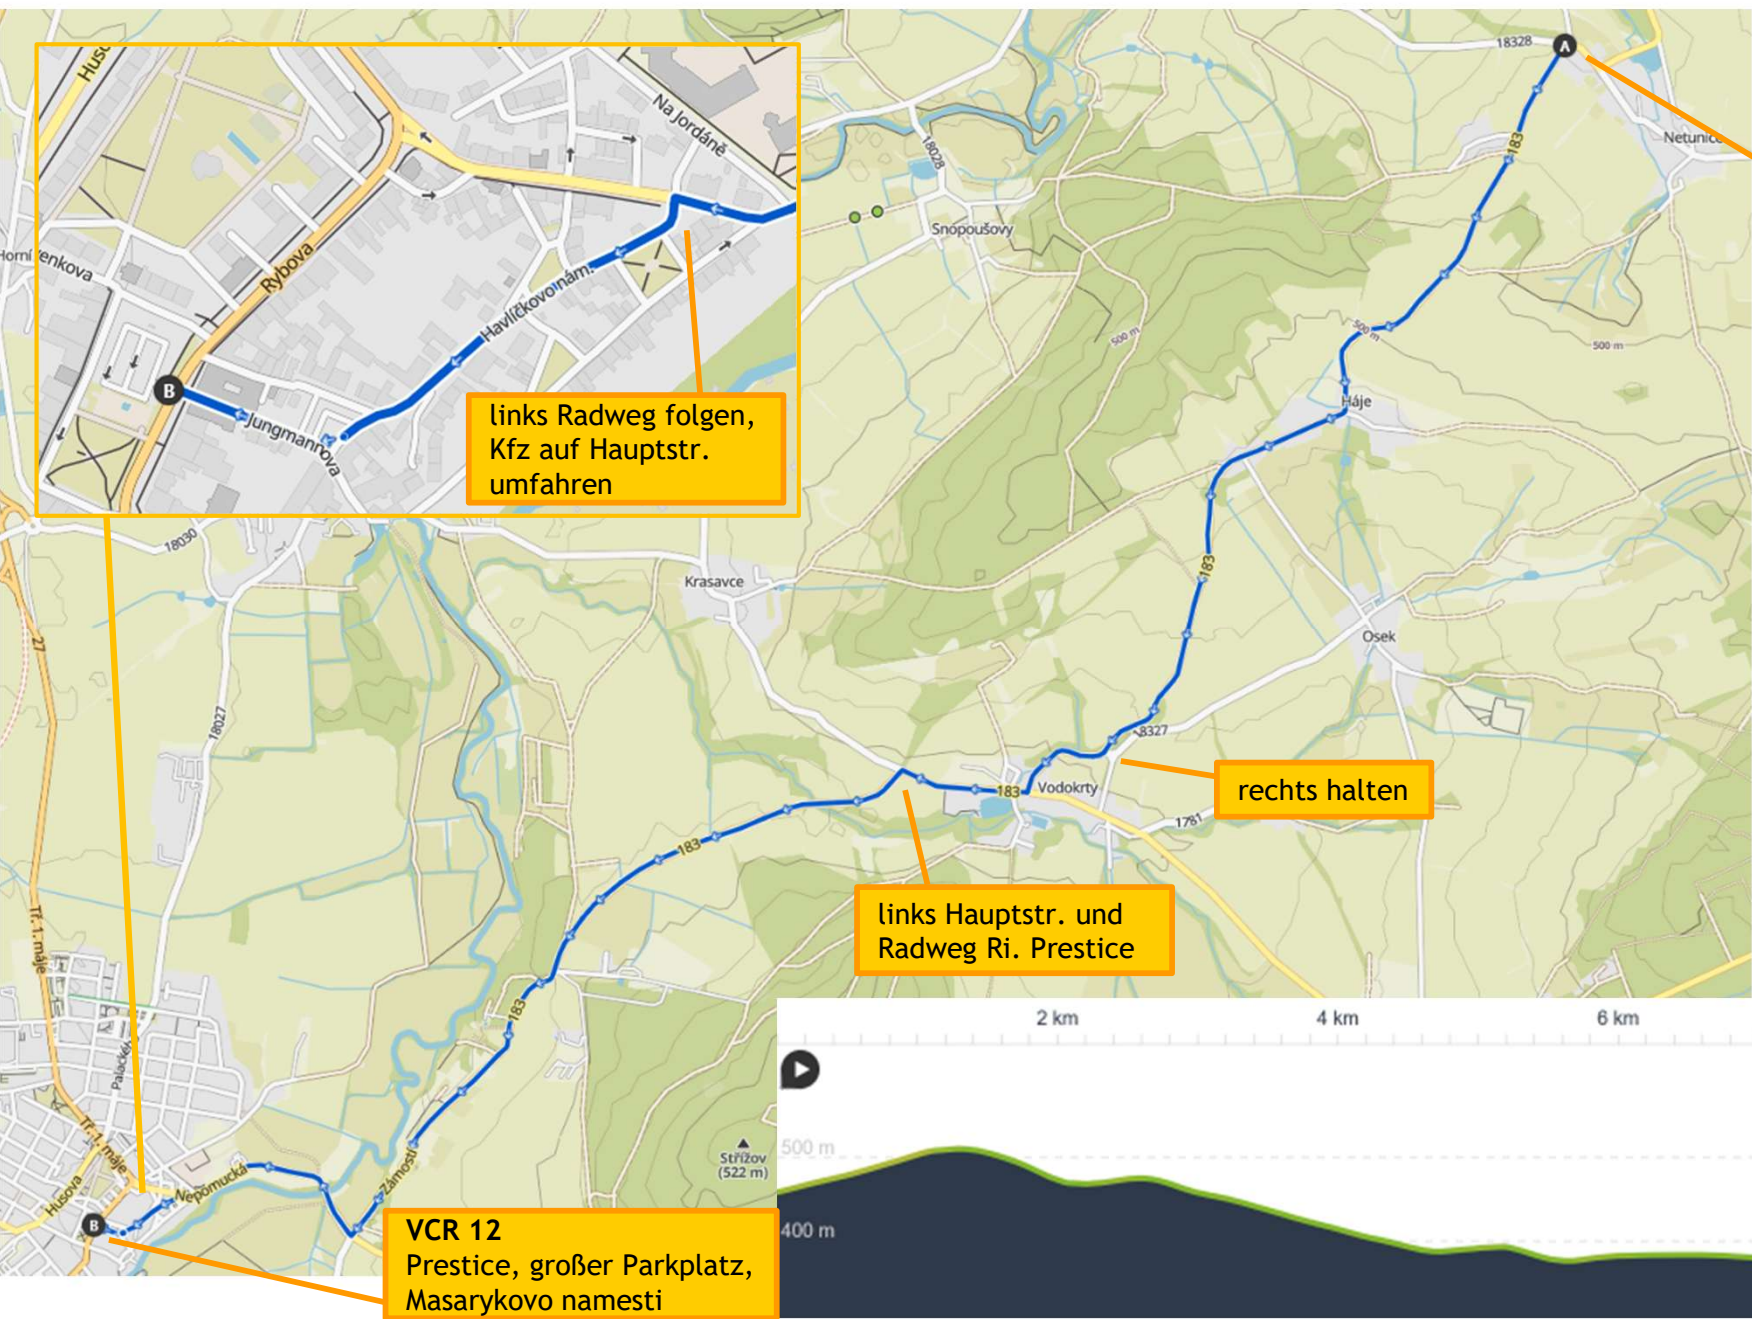 Huso
Na Jordáně
18328
A
183
Netunice
18028
Snopoušovy
Horní
enkova
Rybova
Havlíčkovo nám.
B
Jungmannova
links Radweg folgen,
Kfz auf Hauptstr.
umfahren
500 m
500 m
500 m
Háje
18030
Krasavce
183
27
Osek
18027
8327
183
Vodokrty
rechts halten
1781
183
links Hauptstr. und
Radweg Ri. Prestice
Tř. 1. máje
183
2 km
4 km
6 km
Palackéh
Tř. 1. máje
500 m
Střížov
(522 m)
Zámostí
Nepomucká
Husova
B
VCR 12
Prestice, großer Parkplatz,
Masarykovo namesti
400 m